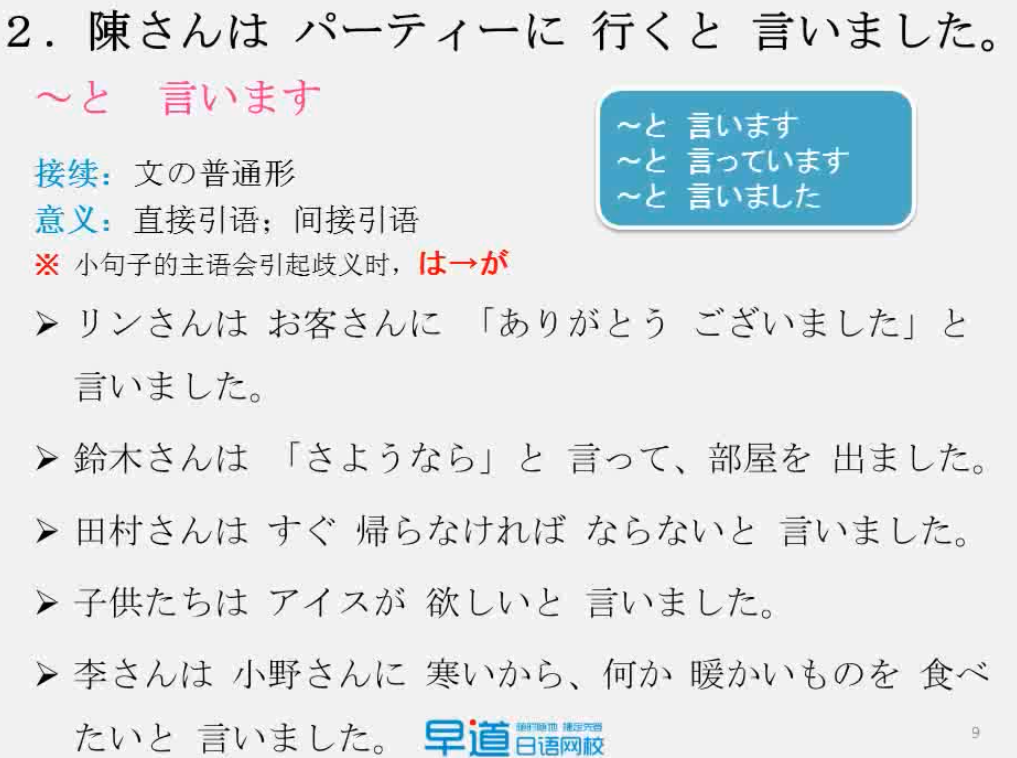 2．陳さんは パーティーに 行くと 言いました。
～と 言います
～と 言います
～と 言っています
～と 言いました
接续：文の普通形
意义：直接引语；间接引语
※ 小句子的主语会引起歧义时，は→が
➤ リンさんは お客さんに 「ありがとう ございました」と
言いました。
➤ 鈴木さんは 「さようなら」と 言って、部屋を 出ました。
➤ 田村さんは すぐ 帰らなければ ならないと 言いました。
➤ 子供たちは アイスが 欲しいと 言いました。
➤ 李さんは 小野さんに 寒いから、何か 暖かいものを 食べ
たいと 言いました。
早道 日语网校
9